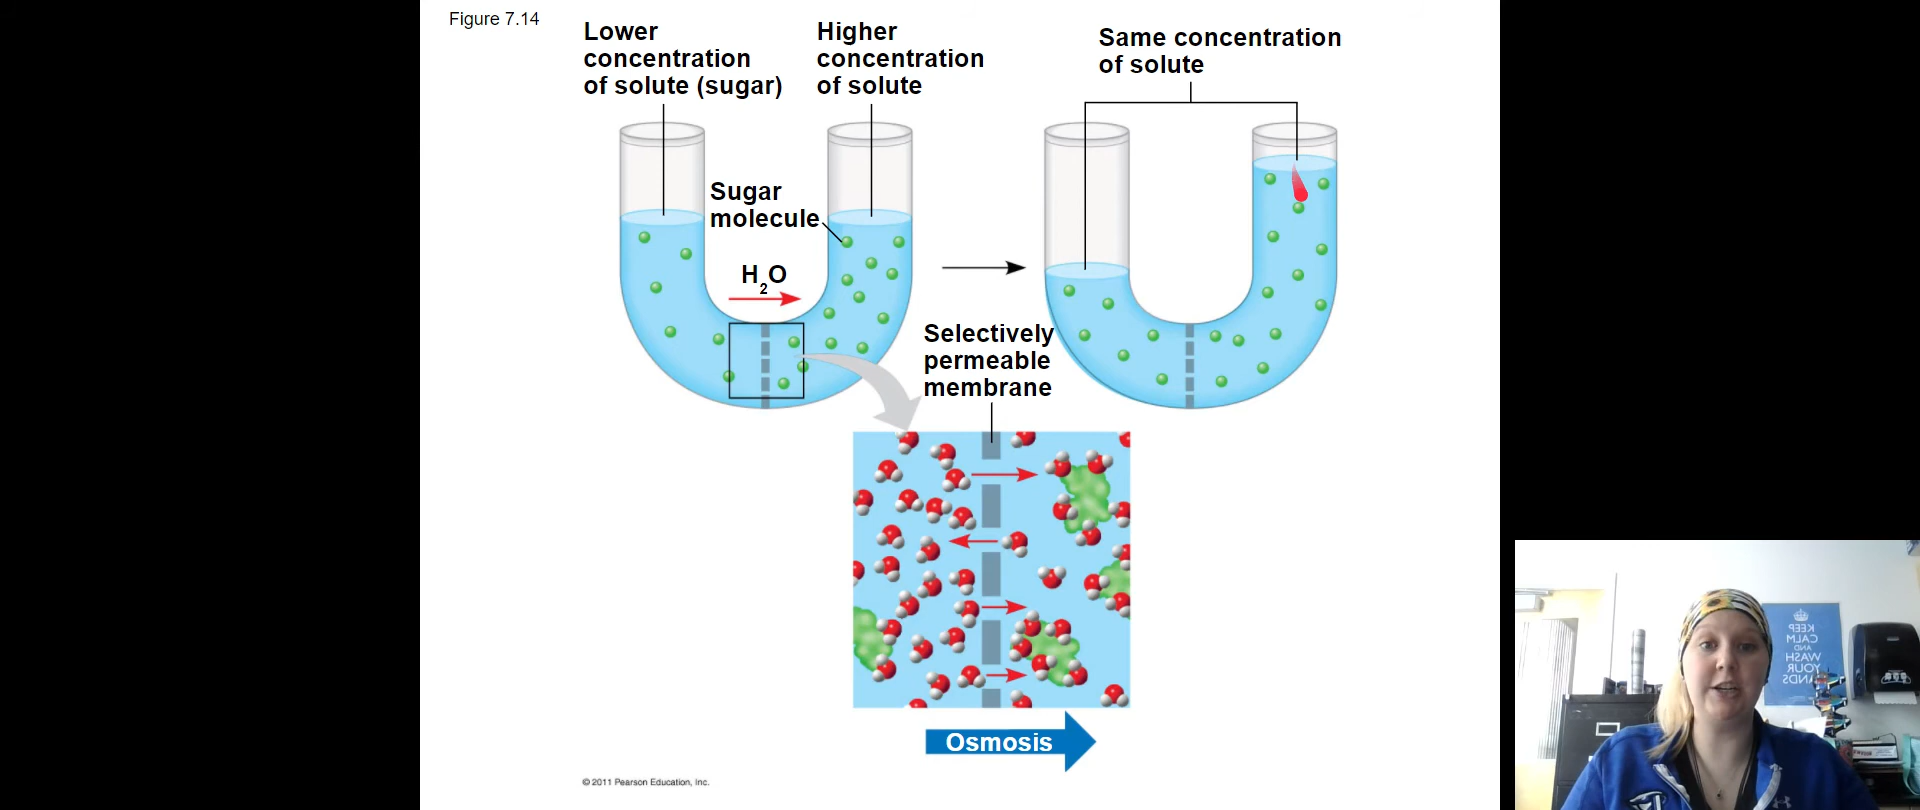 Figure 7.14
Lower
concentration
of solute (sugar)
Higher
concentration
of solute
Same concentration
of solute
Sugar
molecule
H2O
Selectively
permeable
membrane
Osmosis
© 2011 Pearson Education, Inc.
KEEP
CALM
AND
WASH
YOUR
HANDS